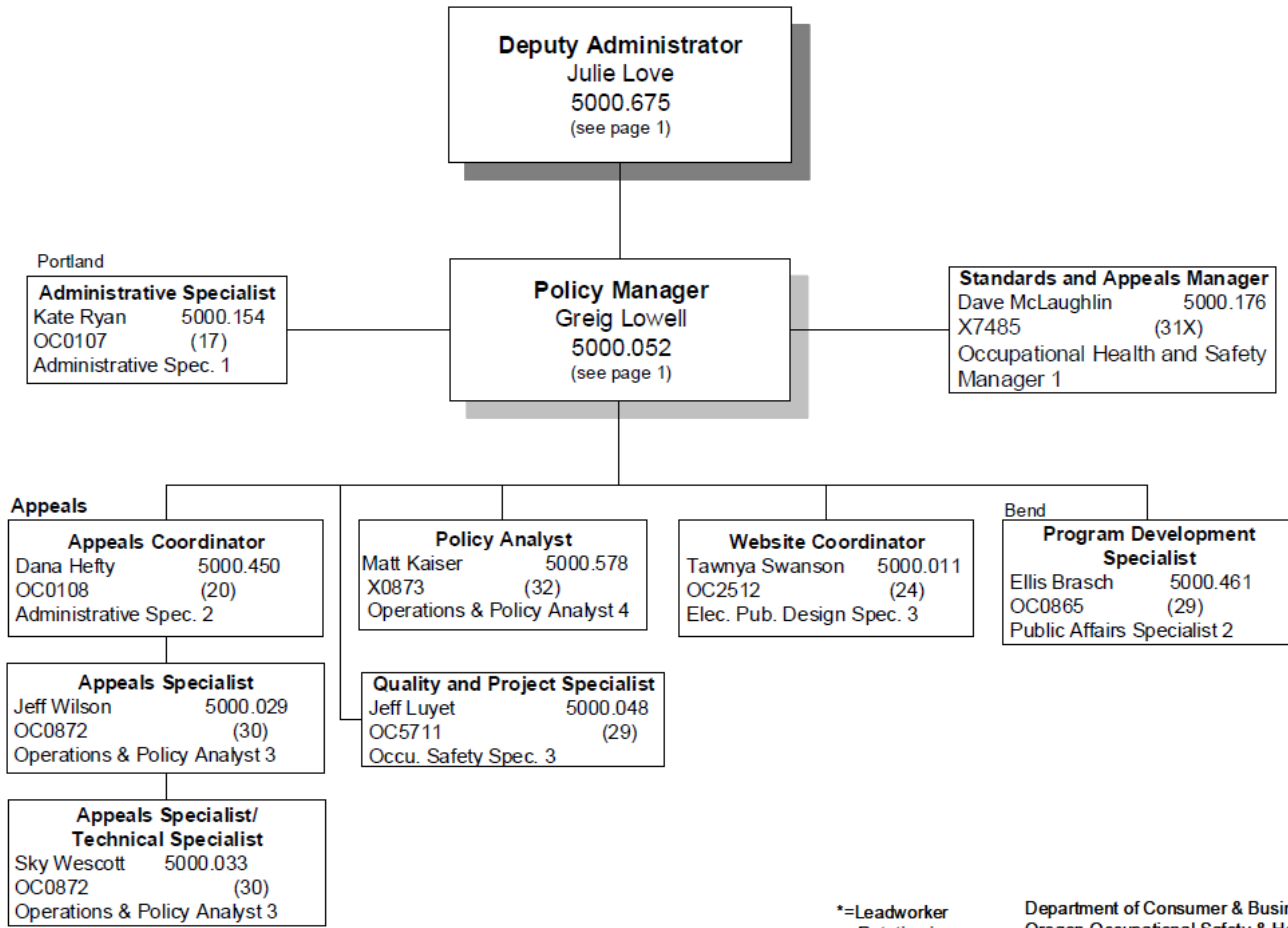 Deputy Administrator
Julie Love
5000.675
(see page 1)
Portland
Administrative Specialist
Kate Ryan 5000.154
OC0107 (17)
Administrative Spec. 1
Policy Manager
Greig Lowell
5000.052
(see page 1)
Standards and Appeals Manager
Dave McLaughlin 5000.176
X7485 (31X)
Occupational Health and Safety
Manager 1
Appeals
Appeals Coordinator
Dana Hefty 5000.450
OC0108 (20)
Administrative Spec. 2
Policy Analyst
Matt Kaiser 5000.578
X0873 (32)
Operations & Policy Analyst 4
Website Coordinator
Tawnya Swanson 5000.011
OC2512 (24)
Elec. Pub. Design Spec. 3
Bend
Program Development
Specialist
Ellis Brasch 5000.461
OC0865 (29)
Public Affairs Specialist 2
Appeals Specialist
Jeff Wilson 5000.029
OC0872 (30)
Operations & Policy Analyst 3
Quality and Project Specialist
Jeff Luyet 5000.048
OC5711 (29)
Occu. Safety Spec. 3
Appeals Specialist/
Technical Specialist
Sky Wescott 5000.033
OC0872 (30)
Operations & Policy Analyst 3
*=Leadworker
Department of Consumer & Busin